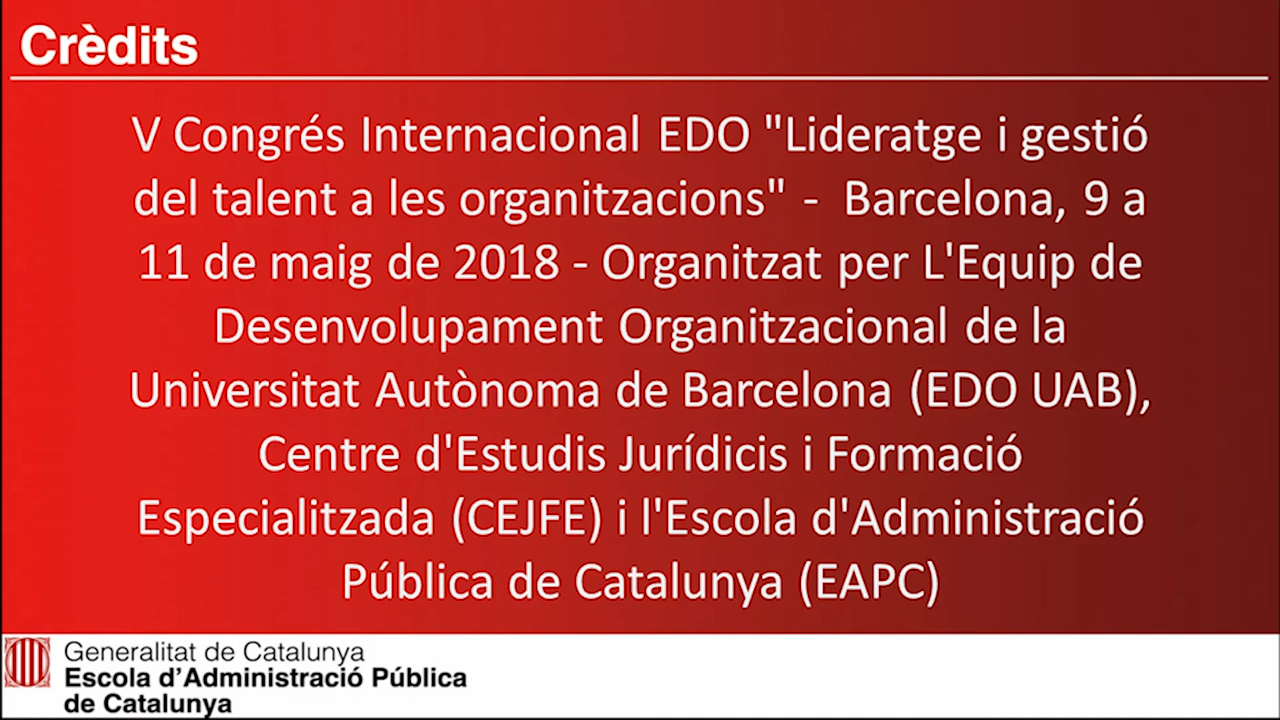 Crèdits
V Congrés Internacional EDO "Lideratge i gestió
del talent a les organitzacions" - Barcelona, 9 a
11 de maig de 2018 - Organitzat per L'Equip de
Desenvolupament Organitzacional de la
Universitat Autònoma de Barcelona (EDO UAB),
Centre d'Estudis Jurídicis i Formació
Especialitzada (CEJFE) i l'Escola d'Administració
Pública de Catalunya (EAPC)
Generalitat de Catalunya
Escola d’Administració Pública
de Catalunya